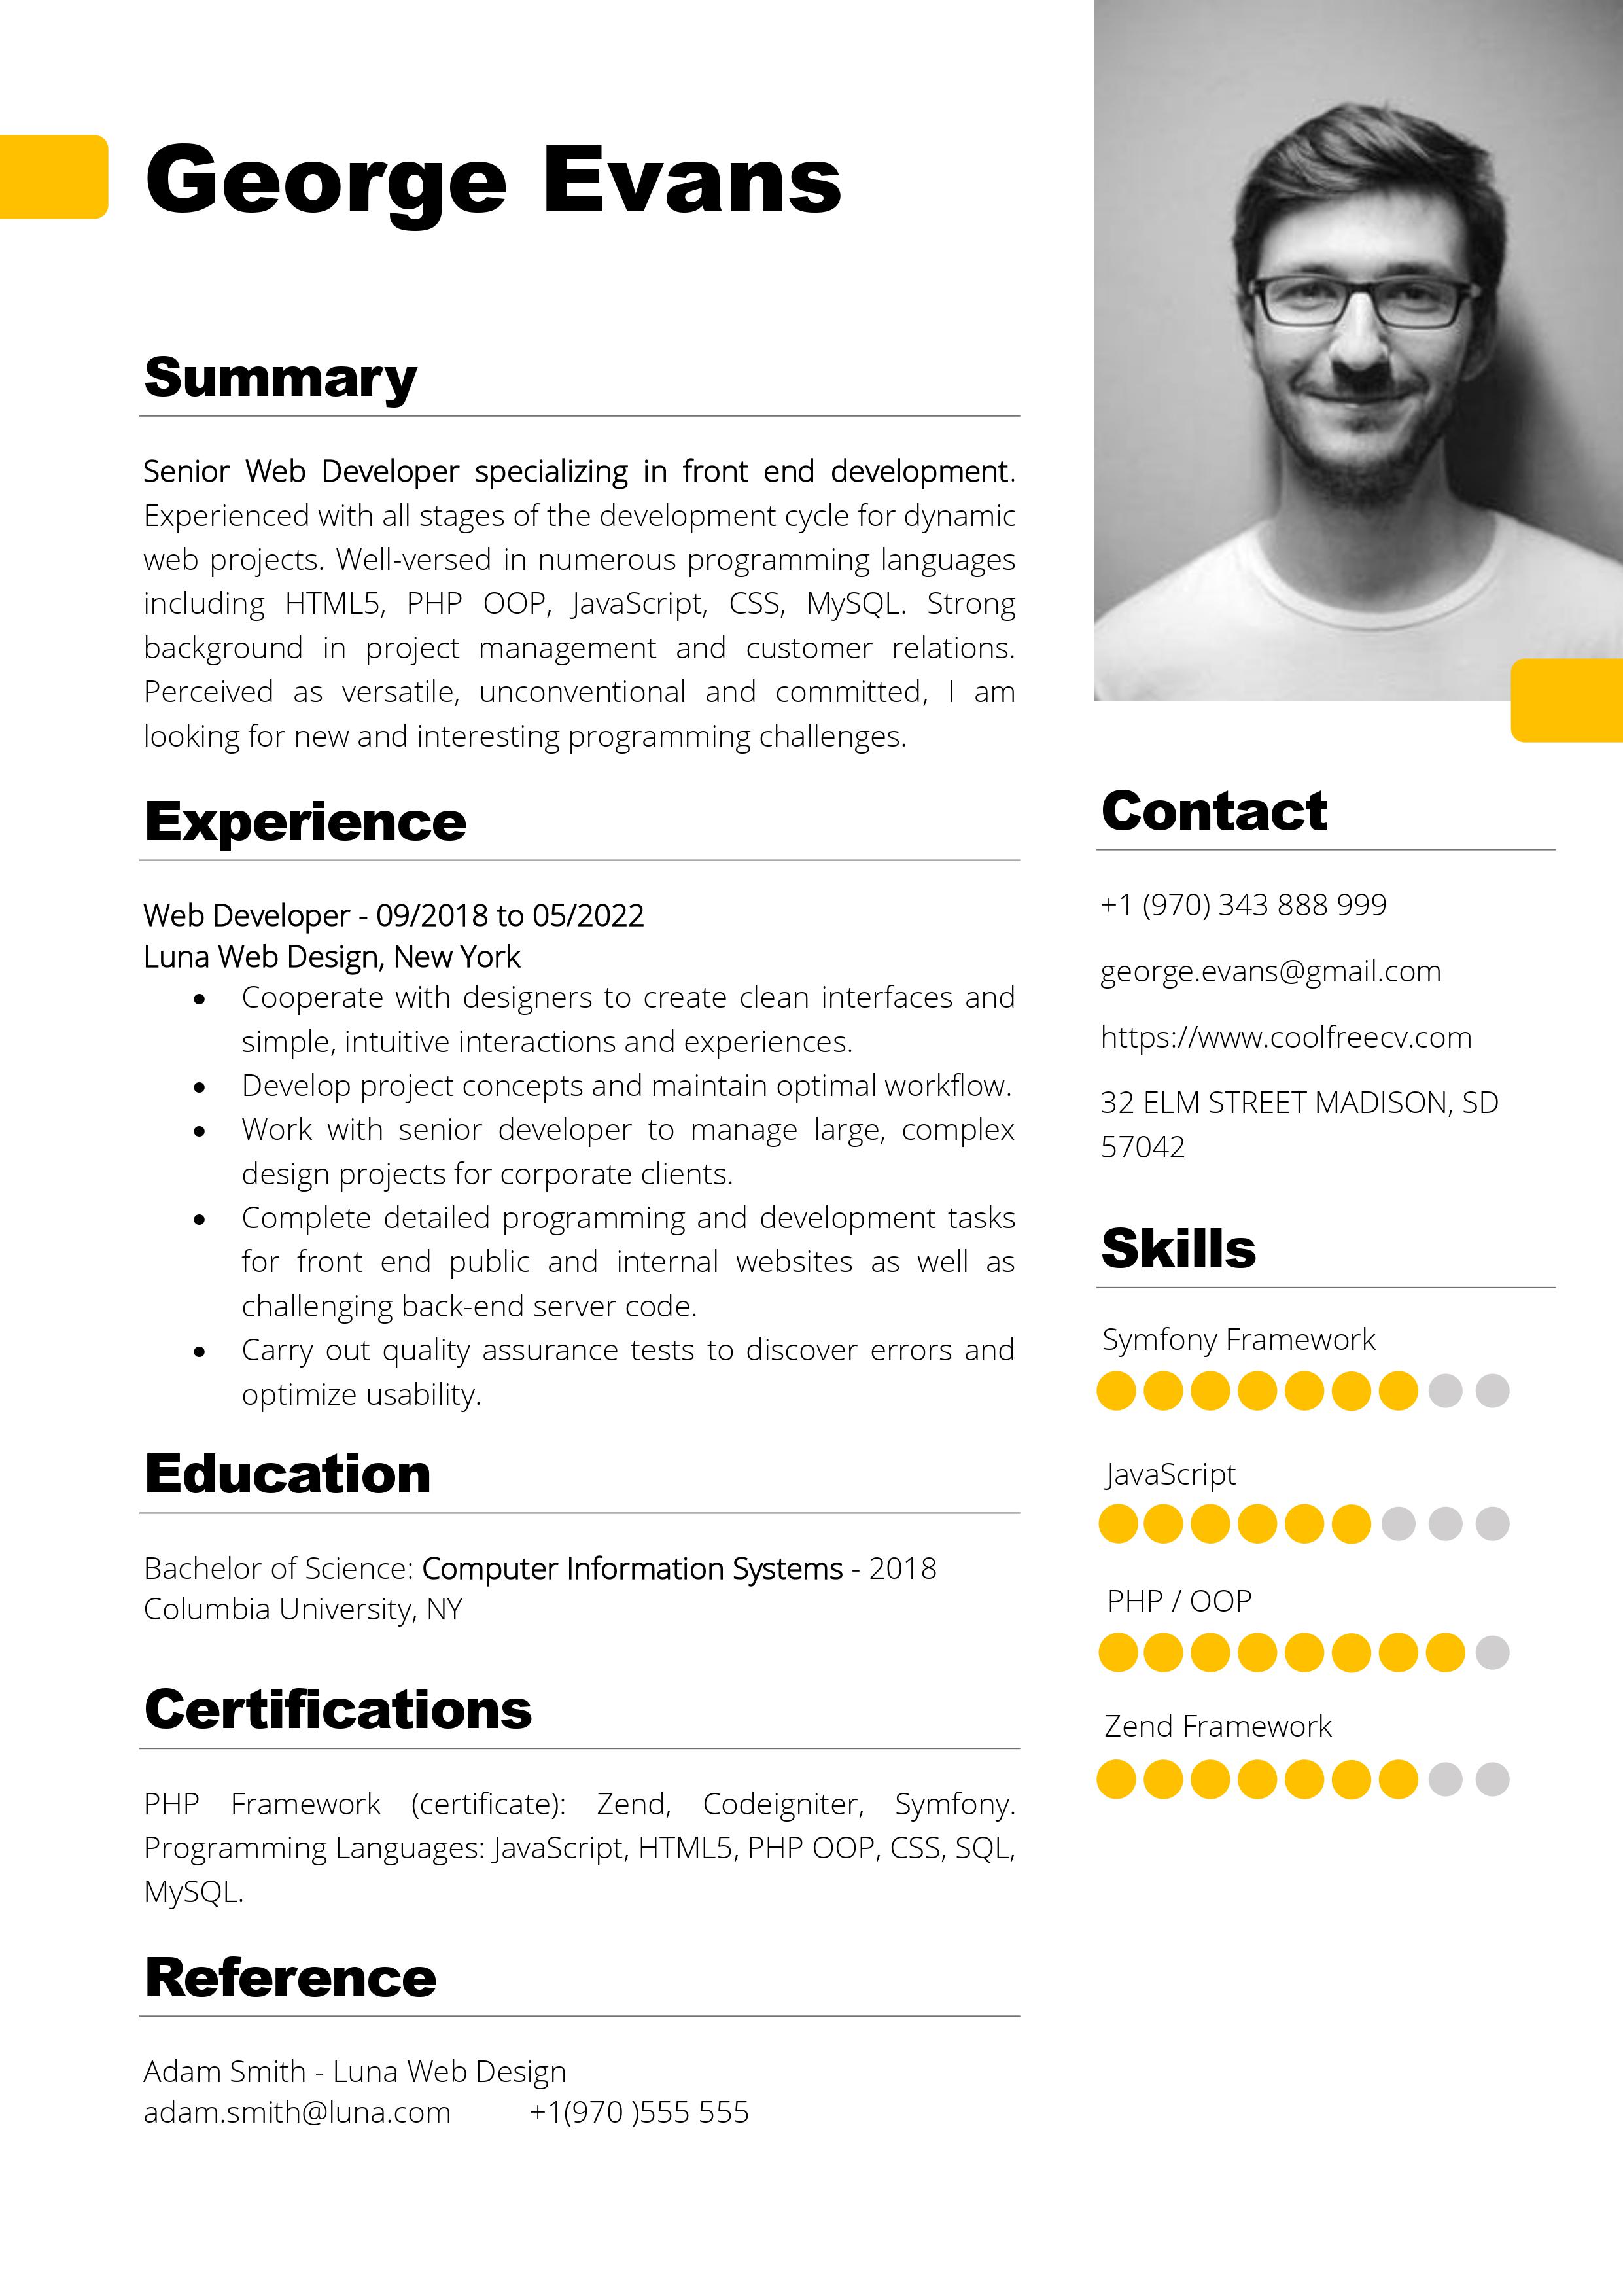 George Evans
Summary
Senior Web Developer specializing in front end development.
Experienced with all stages of the development cycle for dynamic
web projects. Well-versed in numerous programming languages
including HTML5, PHP OOP, JavaScript, CSS, MySQL. Strong
background in project management and customer relations.
Perceived as versatile, unconventional and committed, I am
looking for new and interesting programming challenges.
Experience
Web Developer - 09/2018 to 05/2022
Luna Web Design, New York
• Cooperate with designers to create clean interfaces and
simple, intuitive interactions and experiences.
• Develop project concepts and maintain optimal workflow.
• Work with senior developer to manage large, complex
design projects for corporate clients.
• Complete detailed programming and development tasks
for front end public and internal websites as well as
challenging back-end server code.
• Carry out quality assurance tests to discover errors and
optimize usability.
Education
Bachelor of Science: Computer Information Systems - 2018
Columbia University, NY
Certifications
PHP Framework (certificate): Zend, Codeigniter, Symfony.
Programming Languages: JavaScript, HTML5, PHP OOP, CSS, SQL,
MySQL.
Reference
Adam Smith - Luna Web Design
adam.smith@luna.com +1(970 )555 555
Contact
+1 (970) 343 888 999
george.evans@gmail.com
https://www.coolfreecv.com
32 ELM STREET MADISON, SD
57042
Skills
Symfony Framework
JavaScript
PHP / OOP
Zend Framework